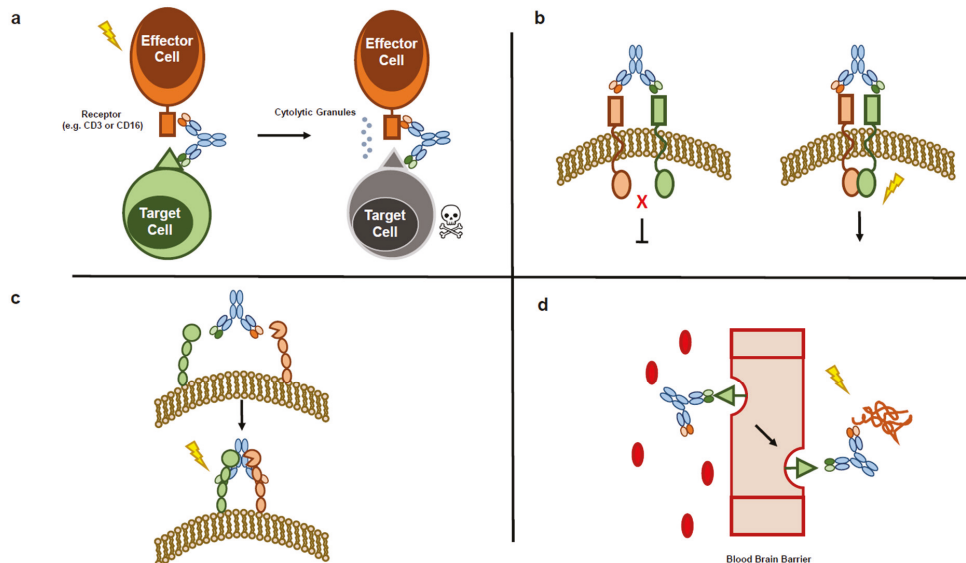 a
Effector
Cell
Receptor
(e.g. CD3 or CD16)
Target
Cell
Effector
Cell
Cytolytic Granules
Target
Cell
b
X
c
d
Blood Brain Barrier